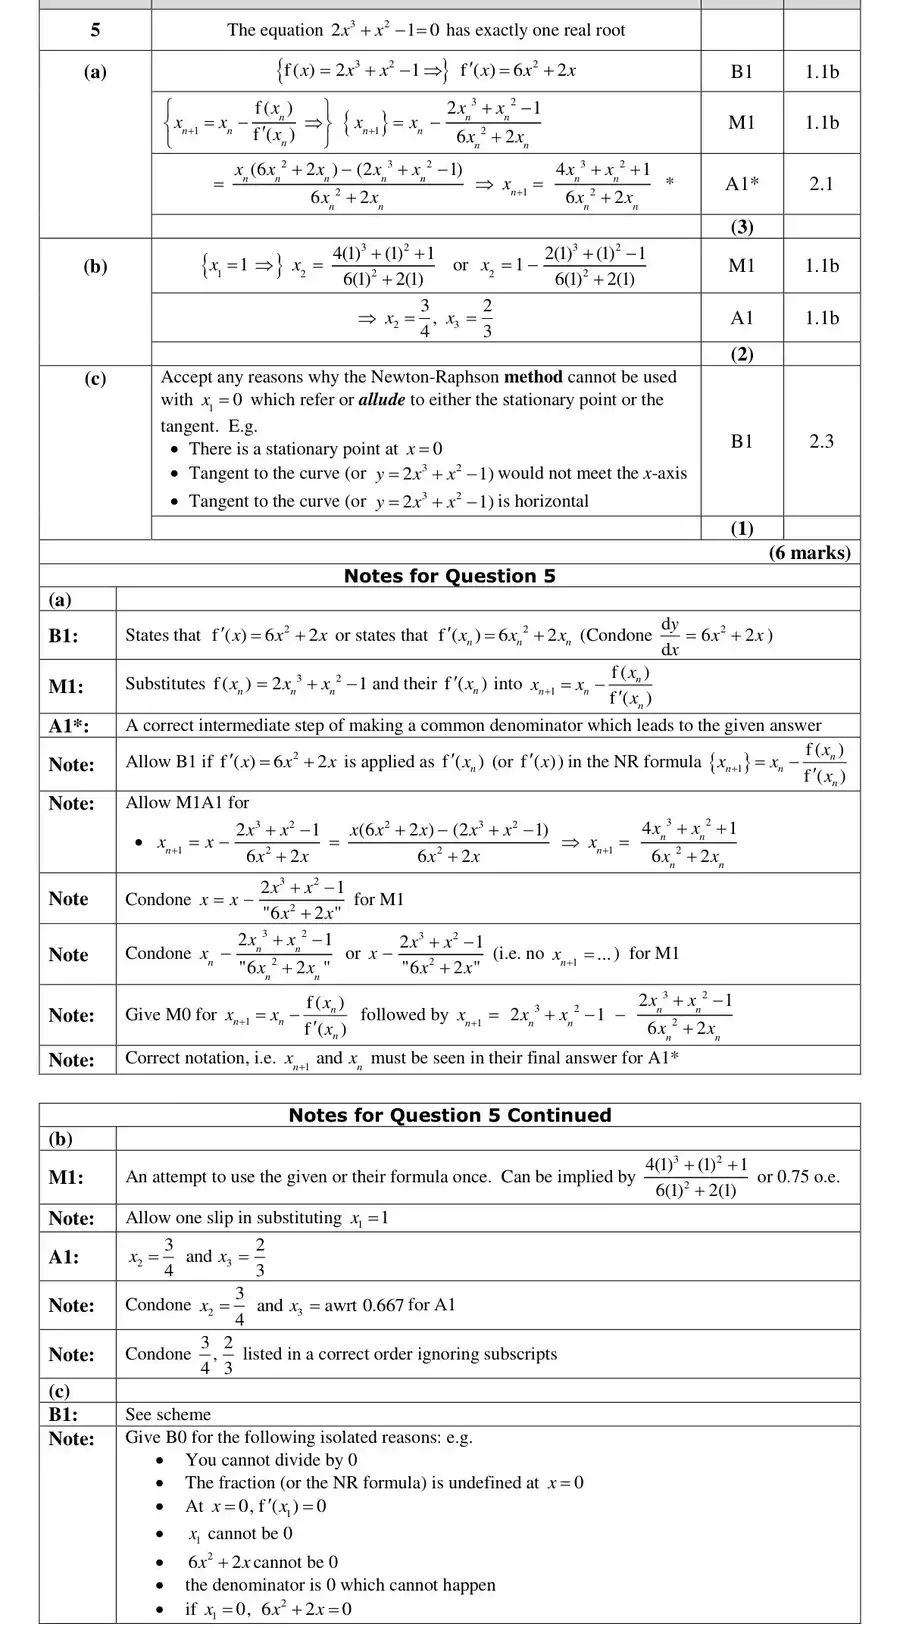 5 The equation 2x³ + x² − 1 = 0 has exactly one real root
(a) {f(x) = 2x³ + x² − 1 ⇒} f′(x) = 6x² + 2x B1 1.1b
{xₙ₊₁ = xₙ − f(xₙ)/f′(xₙ) ⇒} {xₙ₊₁} = xₙ − (2xₙ³ + xₙ² − 1)/(6xₙ² + 2xₙ) M1 1.1b
= (xₙ(6xₙ² + 2xₙ) − (2xₙ³ + xₙ² − 1))/(6xₙ² + 2xₙ) ⇒ xₙ₊₁ = (4xₙ³ + xₙ² + 1)/(6xₙ² + 2xₙ) * A1* 2.1
(3)
(b) {x₁ = 1 ⇒} x₂ = (4(1)³ + (1)² + 1)/(6(1)² + 2(1)) or x₂ = 1 − (2(1)³ + (1)² − 1)/(6(1)² + 2(1)) M1 1.1b
⇒ x₂ = 3/4, x₃ = 2/3 A1 1.1b
(2)
(c) Accept any reasons why the Newton-Raphson method cannot be used
with x₁ = 0 which refer or allude to either the stationary point or the
tangent. E.g.
• There is a stationary point at x = 0 B1 2.3
• Tangent to the curve (or y = 2x³ + x² − 1) would not meet the x-axis
• Tangent to the curve (or y = 2x³ + x² − 1) is horizontal
(1)
(6 marks)
Notes for Question 5
(a)
B1: States that f′(x) = 6x² + 2x or states that f′(xₙ) = 6xₙ² + 2xₙ (Condone dy/dx = 6x² + 2x)
M1: Substitutes f(xₙ) = 2xₙ³ + xₙ² − 1 and their f′(xₙ) into xₙ₊₁ = xₙ − f(xₙ)/f′(xₙ)
A1*: A correct intermediate step of making a common denominator which leads to the given answer
Note: Allow B1 if f′(x) = 6x² + 2x is applied as f′(xₙ) (or f′(x)) in the NR formula {xₙ₊₁} = xₙ − f(xₙ)/f′(xₙ)
Note: Allow M1A1 for
• xₙ₊₁ = x − (2x³ + x² − 1)/(6x² + 2x) = (x(6x² + 2x) − (2x³ + x² − 1))/(6x² + 2x) ⇒ xₙ₊₁ = (4xₙ³ + xₙ² + 1)/(6xₙ² + 2xₙ)
Note Condone x = x − (2x³ + x² − 1)/("6x² + 2x") for M1
Note Condone xₙ − (2xₙ³ + xₙ² − 1)/("6xₙ² + 2xₙ") or x − (2x³ + x² − 1)/("6x² + 2x") (i.e. no xₙ₊₁ = ...) for M1
Note: Give M0 for xₙ₊₁ = xₙ − f(xₙ)/f′(xₙ) followed by xₙ₊₁ = 2xₙ³ + xₙ² − 1 − (2xₙ³ + xₙ² − 1)/(6xₙ² + 2xₙ)
Note: Correct notation, i.e. xₙ₊₁ and xₙ must be seen in their final answer for A1*
Notes for Question 5 Continued
(b)
M1: An attempt to use the given or their formula once. Can be implied by (4(1)³ + (1)² + 1)/(6(1)² + 2(1)) or 0.75 o.e.
Note: Allow one slip in substituting x₁ = 1
A1: x₂ = 3/4 and x₃ = 2/3
Note: Condone x₂ = 3/4 and x₃ = awrt 0.667 for A1
Note: Condone 3/4, 2/3 listed in a correct order ignoring subscripts
(c)
B1: See scheme
Note: Give B0 for the following isolated reasons: e.g.
• You cannot divide by 0
• The fraction (or the NR formula) is undefined at x = 0
• At x = 0, f′(x₁) = 0
• x₁ cannot be 0
• 6x² + 2x cannot be 0
• the denominator is 0 which cannot happen
• if x₁ = 0, 6x² + 2x = 0